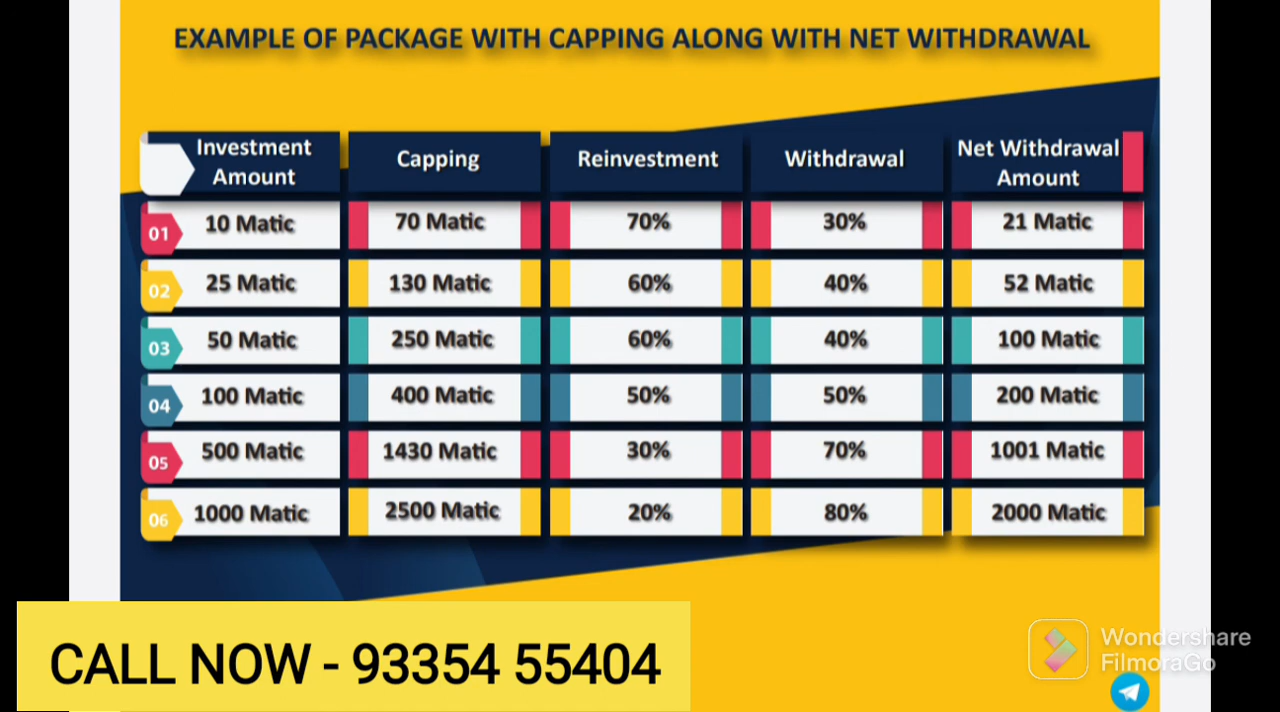 EXAMPLE OF PACKAGE WITH CAPPING ALONG WITH NET WITHDRAWAL
Investment Amount Capping Reinvestment Withdrawal Net Withdrawal Amount
01 10 Matic 70 Matic 70% 30% 21 Matic
02 25 Matic 130 Matic 60% 40% 52 Matic
03 50 Matic 250 Matic 60% 40% 100 Matic
04 100 Matic 400 Matic 50% 50% 200 Matic
05 500 Matic 1430 Matic 30% 70% 1001 Matic
06 1000 Matic 2500 Matic 20% 80% 2000 Matic
CALL NOW - 93354 55404
Wondershare
FilmoraGo